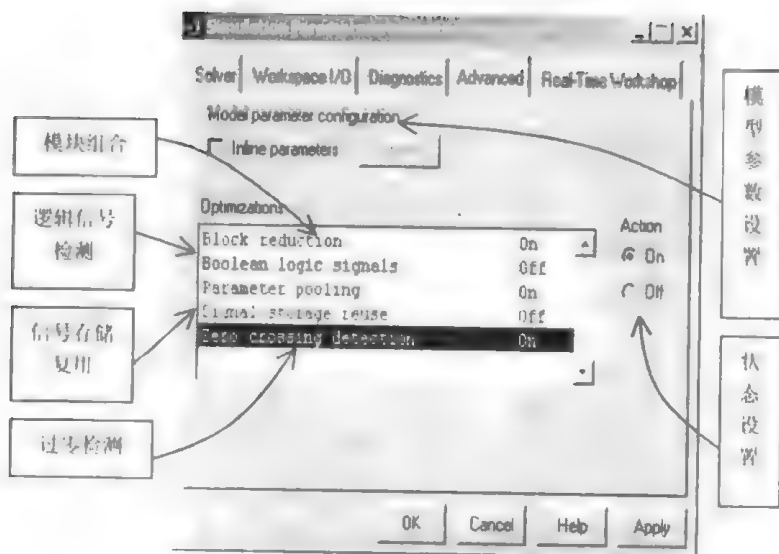 Solver Workspace I/O Diagnostics Advanced Real-Time Workshop
Model parameter configuration
Inline parameters
Optimizations
Block reduction On
Boolean logic signals Off
Parameter pooling On
Signal storage reuse Off
Zero crossing detection On
Action
On
Off
OK Cancel Help Apply
模块组合
逻辑信号
检测
信号存储
复用
过零检测
模
型
参
数
设
置
状
态
设
置